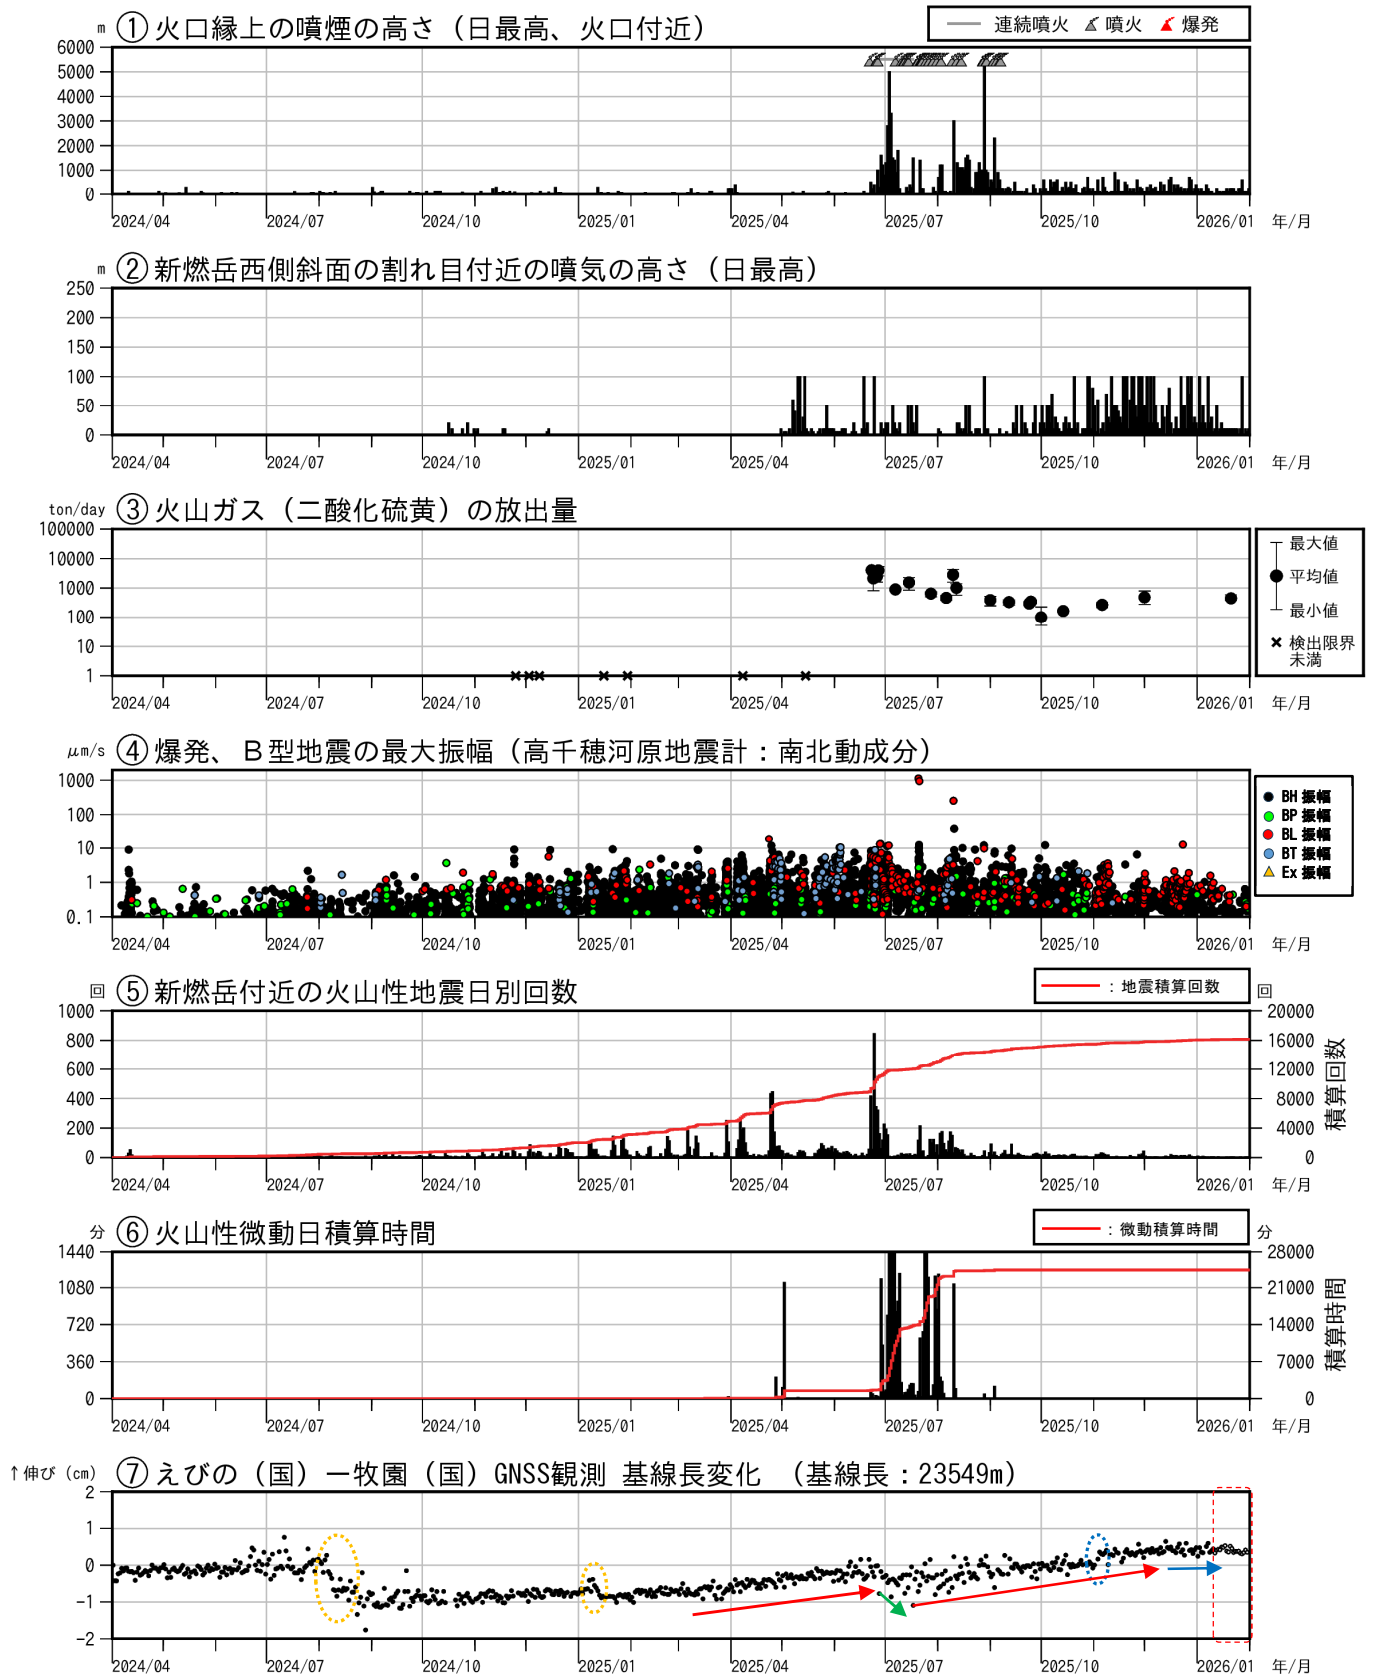 m ① 火口縁上の噴煙の高さ（日最高、火口付近）
連続噴火 噴火 爆発
6000
5000
4000
3000
2000
1000
0
2024/04 2024/07 2024/10 2025/01 2025/04 2025/07 2025/10 2026/01 年/月
m ② 新燃岳西側斜面の割れ目付近の噴気の高さ（日最高）
250
200
150
100
50
0
2024/04 2024/07 2024/10 2025/01 2025/04 2025/07 2025/10 2026/01 年/月
ton/day ③ 火山ガス（二酸化硫黄）の放出量
100000
10000
1000
100
10
1
最大値
平均値
最小値
検出限界
未満
2024/04 2024/07 2024/10 2025/01 2025/04 2025/07 2025/10 2026/01 年/月
μm/s ④ 爆発、Ｂ型地震の最大振幅（高千穂河原地震計：南北動成分）
1000
100
10
1
0.1
BH 振幅
BP 振幅
BL 振幅
BT 振幅
Ex 振幅
2024/04 2024/07 2024/10 2025/01 2025/04 2025/07 2025/10 2026/01 年/月
回 ⑤ 新燃岳付近の火山性地震日別回数
：地震積算回数
回
1000
800
600
400
200
0
20000
16000
12000
8000
4000
0
積算回数
2024/04 2024/07 2024/10 2025/01 2025/04 2025/07 2025/10 2026/01 年/月
分 ⑥ 火山性微動日積算時間
：微動積算時間
分
1440
1080
720
360
0
28000
21000
14000
7000
0
積算時間
2024/04 2024/07 2024/10 2025/01 2025/04 2025/07 2025/10 2026/01 年/月
↑伸び（cm） ⑦ えびの（国）ー牧園（国）GNSS観測 基線長変化 （基線長：23549m）
2
1
0
-1
-2
2024/04 2024/07 2024/10 2025/01 2025/04 2025/07 2025/10 2026/01 年/月